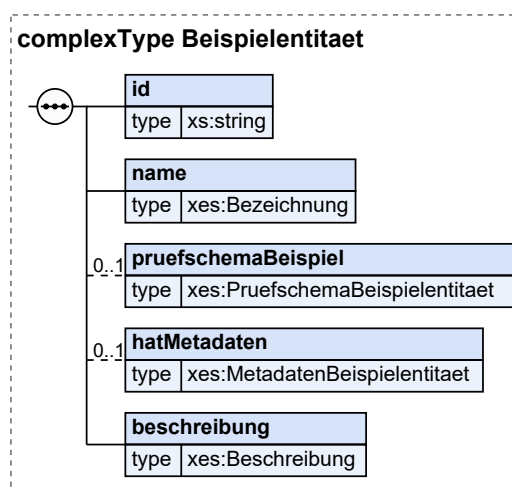 complexType Beispielentitaet
id
type xs:string
name
type xes:Bezeichnung
0..1 pruefschemaBeispiel
type xes:PruefschemaBeispielentitaet
0..1 hatMetadaten
type xes:MetadatenBeispielentitaet
beschreibung
type xes:Beschreibung